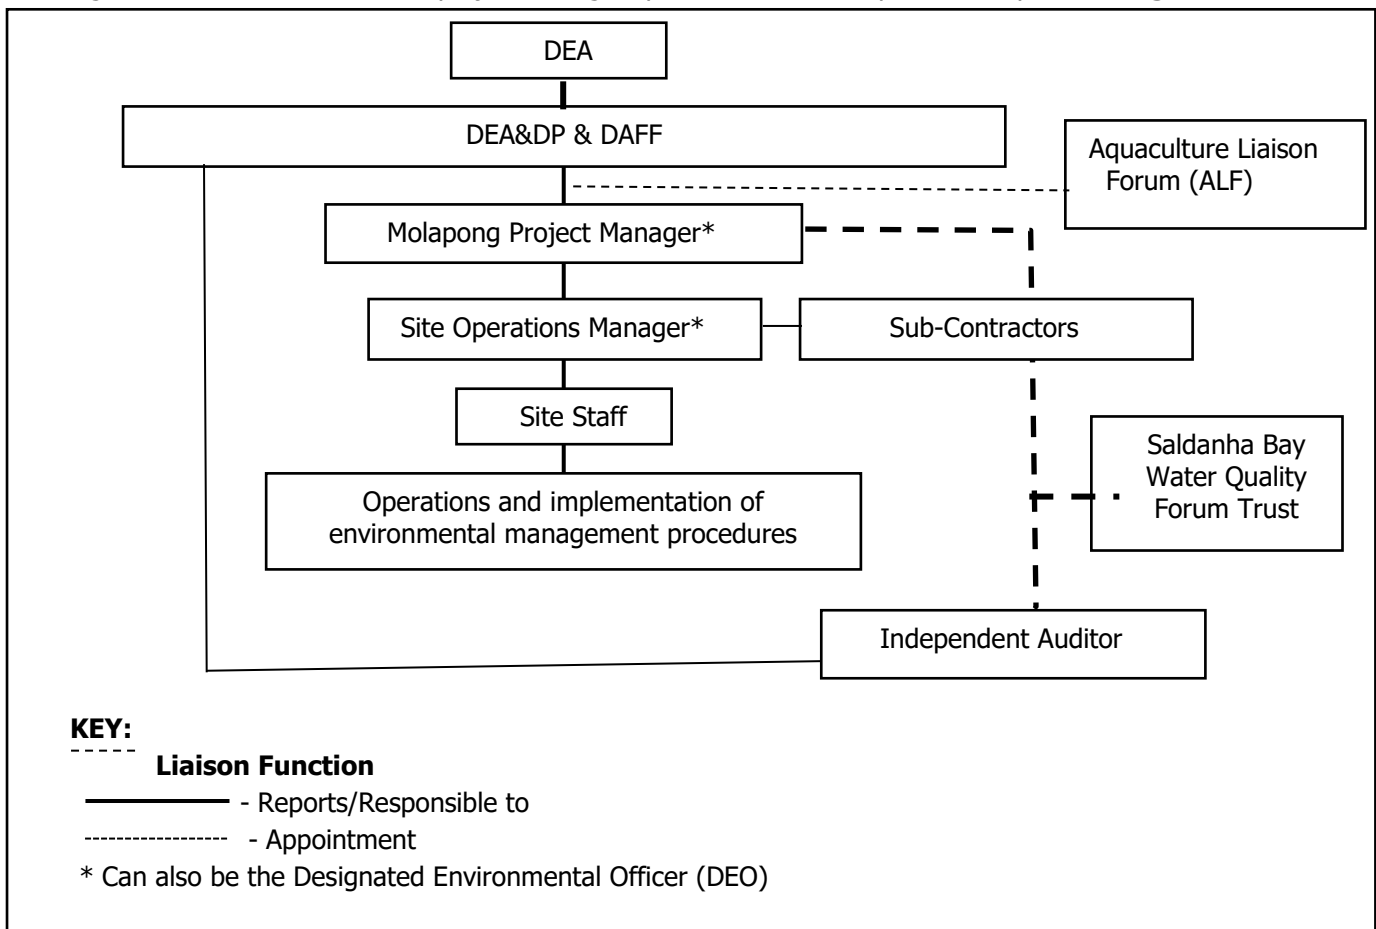 DEA
DEA&DP & DAFF
Aquaculture Liaison
Forum (ALF)
Molapong Project Manager*
Site Operations Manager*
Sub-Contractors
Site Staff
Saldanha Bay
Water Quality
Forum Trust
Operations and implementation of
environmental management procedures
Independent Auditor
KEY:
Liaison Function
- Reports/Responsible to
- Appointment
* Can also be the Designated Environmental Officer (DEO)